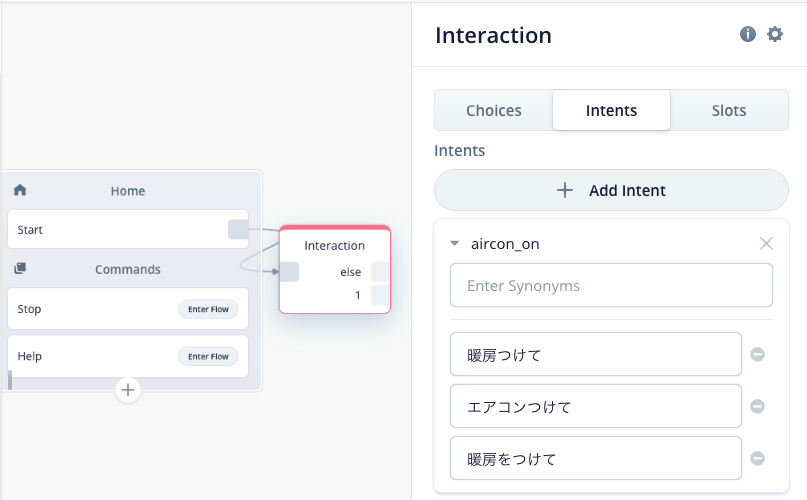 Interaction
Choices
Intents
Slots
Intents
Add Intent
aircon_on
Enter Synonyms
暖房つけて
エアコンつけて
暖房をつけて
Home
Start
Commands
Stop
Enter Flow
Help
Enter Flow
Interaction
else
1